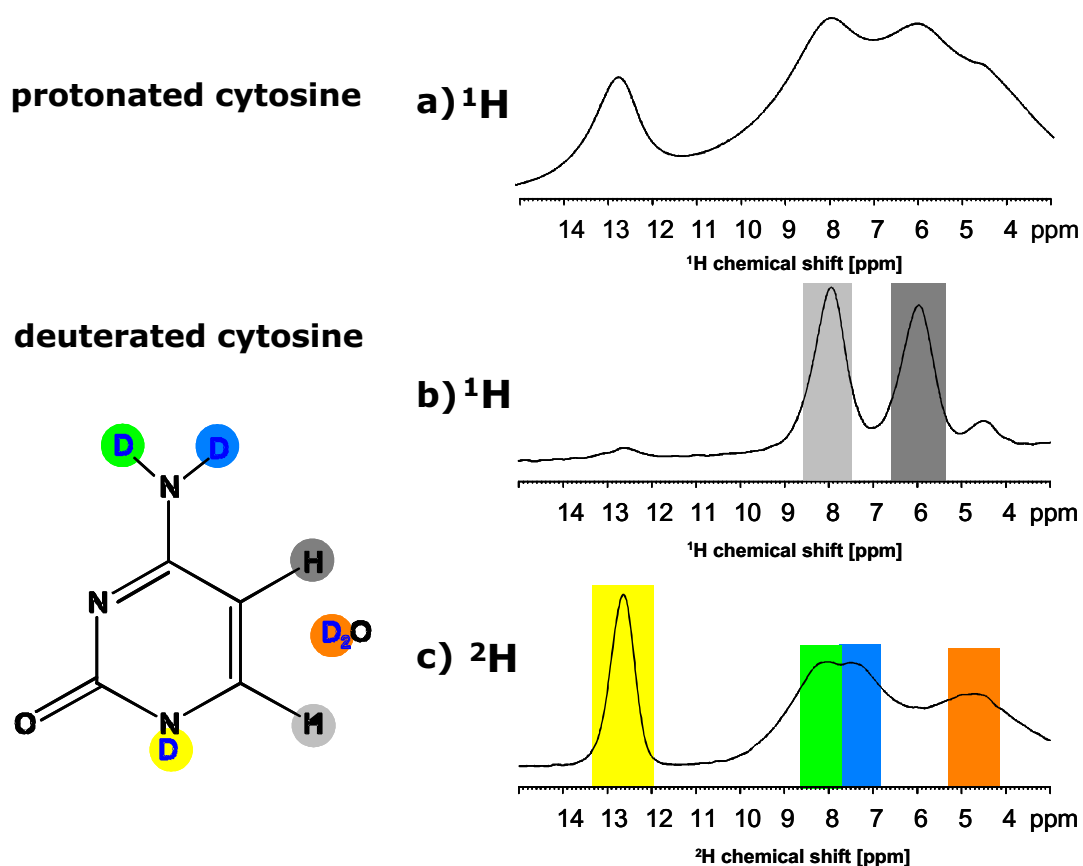 protonated cytosine
a) ¹H
14 13 12 11 10 9 8 7 6 5 4 ppm
¹H chemical shift [ppm]
deuterated cytosine
b) ¹H
14 13 12 11 10 9 8 7 6 5 4 ppm
¹H chemical shift [ppm]
D D
N
H
N
D₂O
O
N
H
D
c) ²H
14 13 12 11 10 9 8 7 6 5 4 ppm
²H chemical shift [ppm]